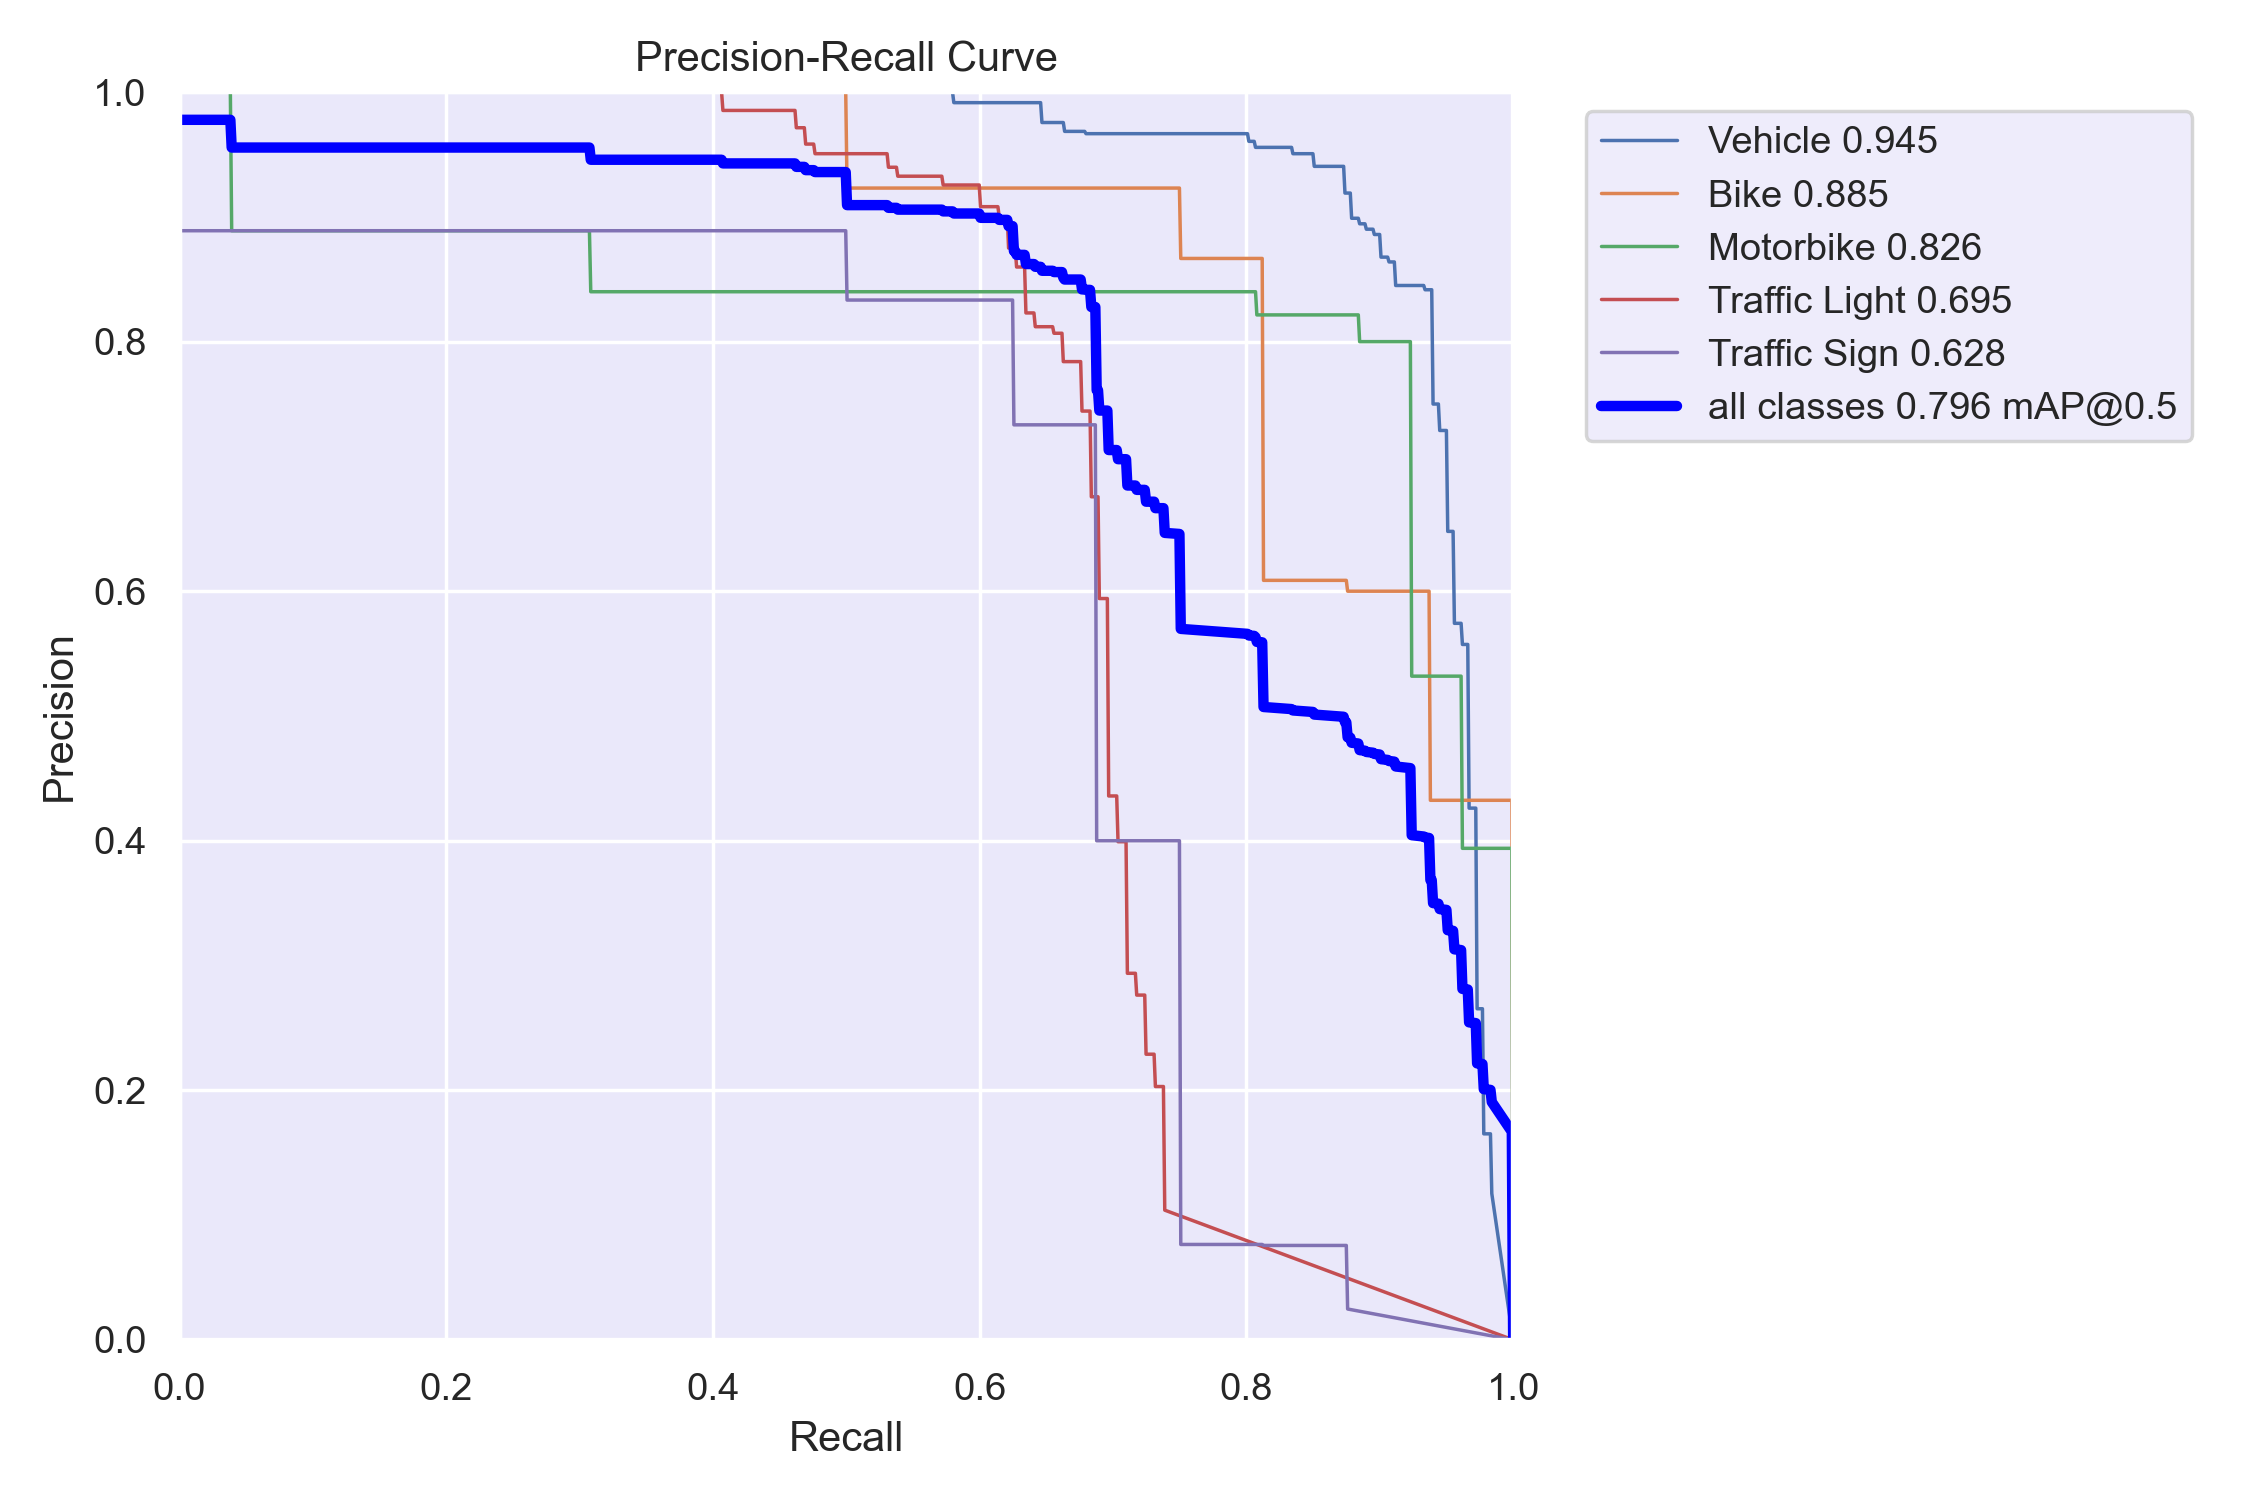 Precision-Recall Curve
1.0
0.8
0.6
0.4
0.2
0.0
Precision
0.0 0.2 0.4 0.6 0.8 1.0
Recall
Vehicle 0.945
Bike 0.885
Motorbike 0.826
Traffic Light 0.695
Traffic Sign 0.628
all classes 0.796 mAP@0.5